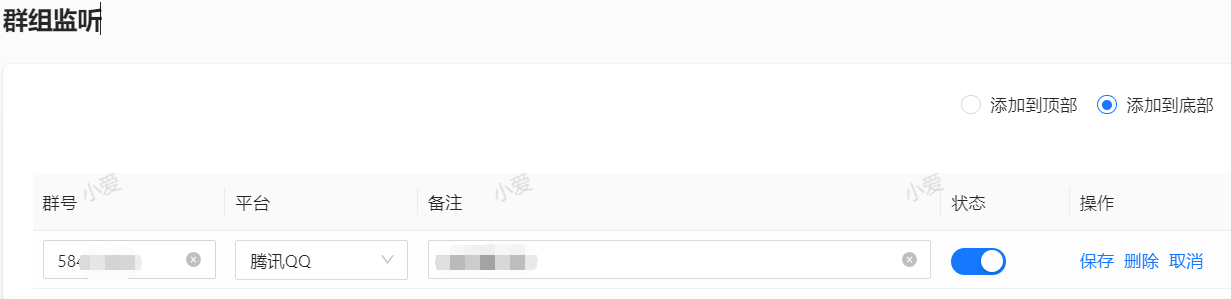 群组监听
添加到顶部 添加到底部
小爱 小爱 小爱
群号 平台 备注 状态 操作
584 腾讯QQ 保存 删除 取消